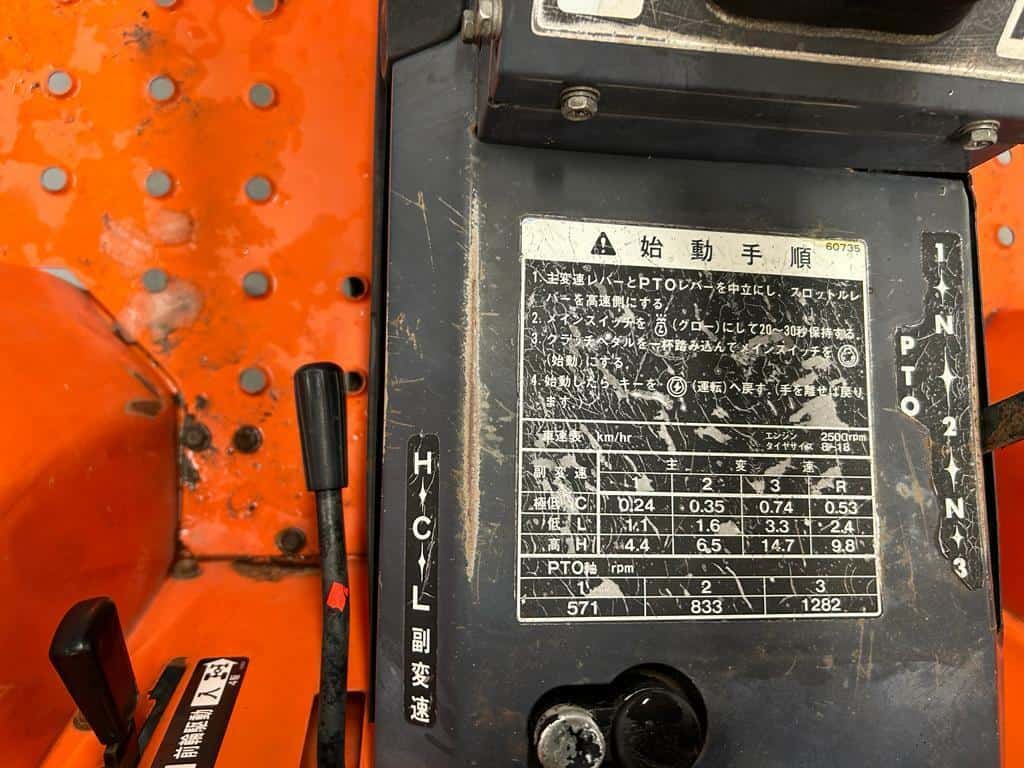 ⚠ 始動手順
60735
1. 主変速レバーとPTOレバーを中立にし、スロットルレ
バーを高速側にする
2. メインスイッチを (グロー)にして20〜30秒保持する
3. クラッチペダルを一杯踏み込んでメインスイッチを
(始動)にする
4. 始動したら、キーを (運転)へ戻す.(手を離せば戻り
ます)
車速表 km/hr エンジン 2500rpm
タイヤサイズ 8-18
副変速 主変速
1 2 3 R
極低 C 0.24 0.35 0.74 0.53
低 L 1.1 1.6 3.3 2.4
高 H 4.4 6.5 14.7 9.8
PTO軸 rpm
1 2 3
571 833 1282
H C L 副変速
PTO
1 N 2 N 3
前輪駆動 入